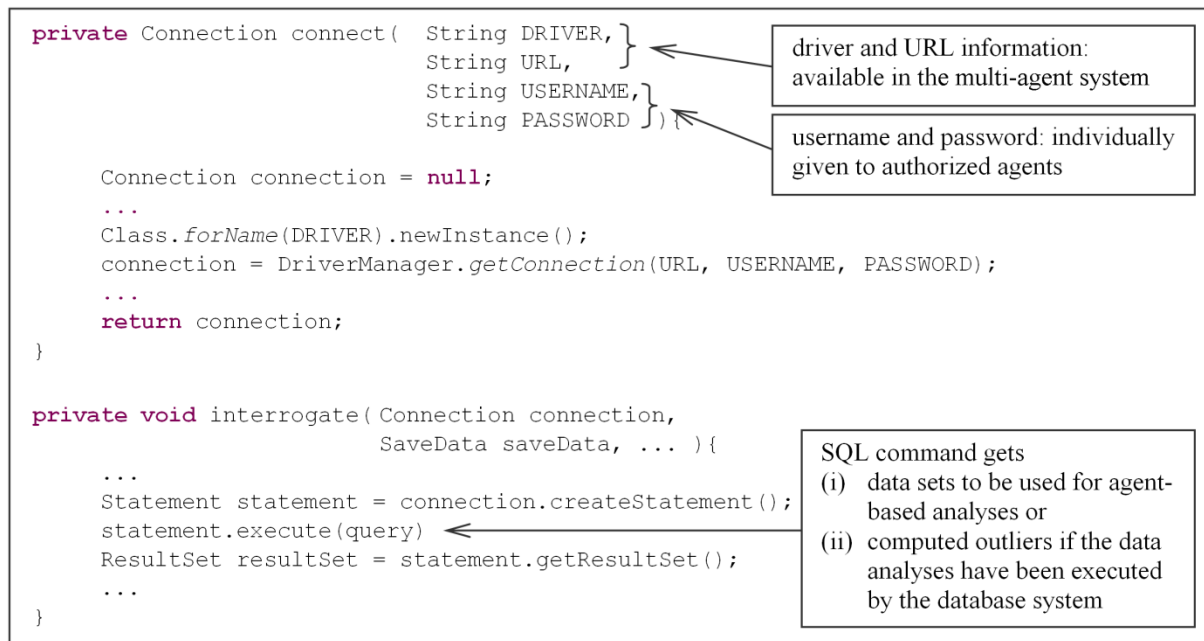 private Connection connect( String DRIVER,
String URL,
String USERNAME,
String PASSWORD ){
driver and URL information:
available in the multi-agent system
username and password: individually
given to authorized agents
Connection connection = null;
...
Class.forName(DRIVER).newInstance();
connection = DriverManager.getConnection(URL, USERNAME, PASSWORD);
...
return connection;
}
private void interrogate( Connection connection,
SaveData saveData, ... ){
...
Statement statement = connection.createStatement();
statement.execute(query)
ResultSet resultSet = statement.getResultSet();
...
}
SQL command gets
(i) data sets to be used for agent-
based analyses or
(ii) computed outliers if the data
analyses have been executed
by the database system